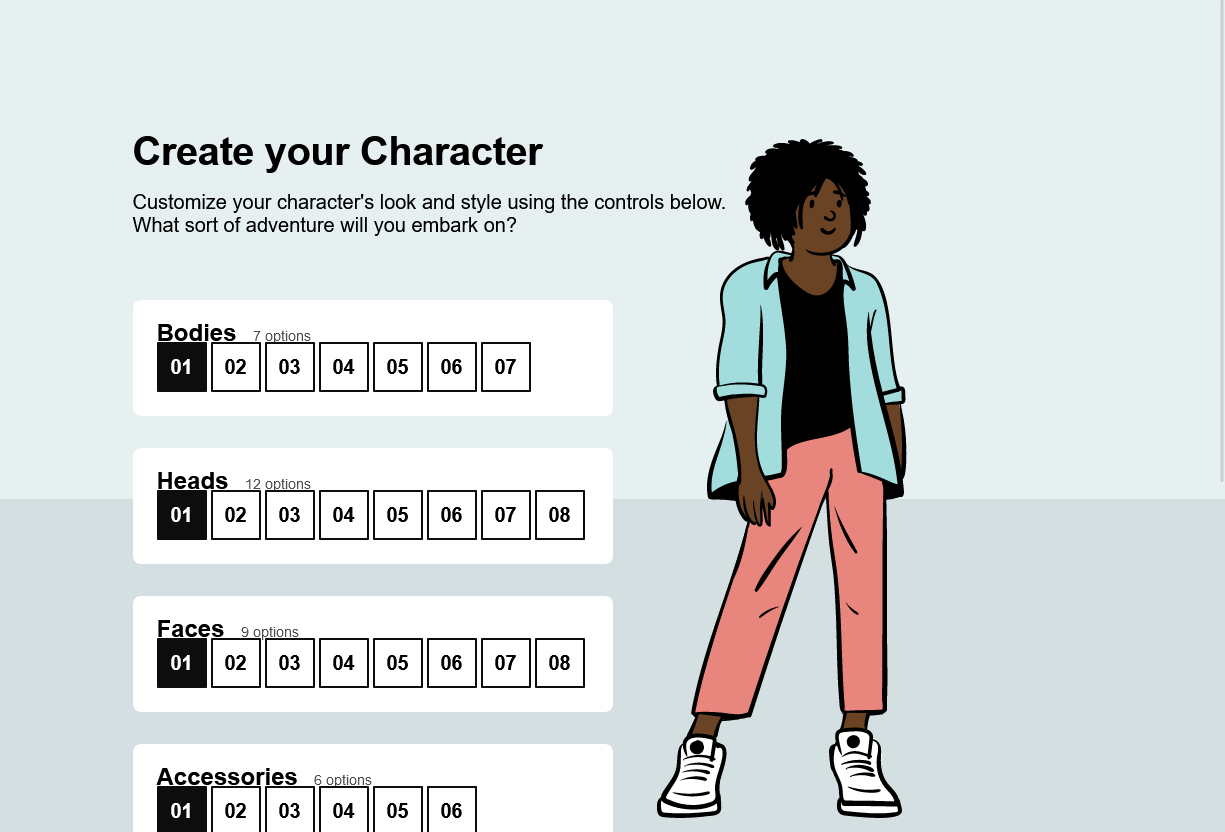 Create your Character
Customize your character's look and style using the controls below.
What sort of adventure will you embark on?
Bodies 7 options
01 02 03 04 05 06 07
Heads 12 options
01 02 03 04 05 06 07 08
Faces 9 options
01 02 03 04 05 06 07 08
Accessories 6 options
01 02 03 04 05 06